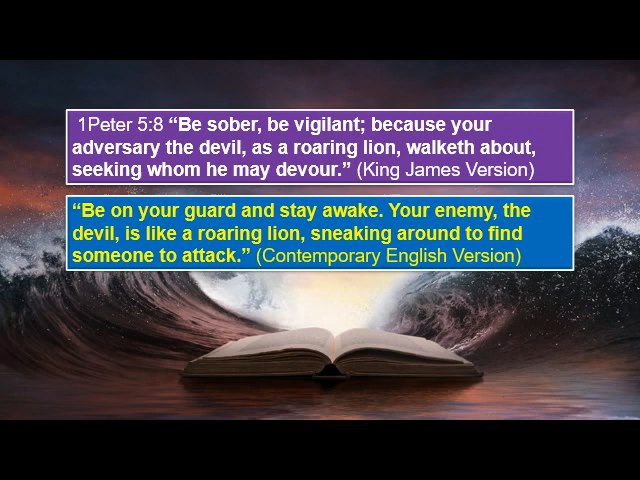 1Peter 5:8 “Be sober, be vigilant; because your
adversary the devil, as a roaring lion, walketh about,
seeking whom he may devour.” (King James Version)
“Be on your guard and stay awake. Your enemy, the
devil, is like a roaring lion, sneaking around to find
someone to attack.” (Contemporary English Version)